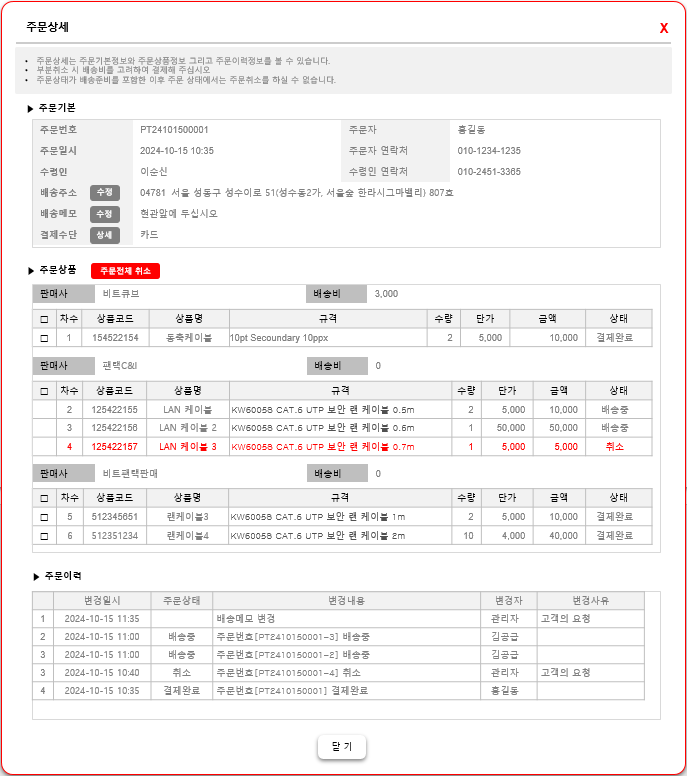 주문상세
X
• 주문상세는 주문기본정보와 주문상품정보 그리고 주문이력정보를 볼 수 있습니다.
• 부분취소 시 배송비를 고려하여 결제해 주십시오
• 주문상태가 배송준비를 포함한 이후 주문 상태에서는 주문취소를 하실 수 없습니다.
▶ 주문기본
주문번호 PT24101500001 주문자 홍길동
주문일시 2024-10-15 10:35 주문자 연락처 010-1234-1235
수령인 이순신 수령인 연락처 010-2451-3365
배송주소 수정 04781 서울 성동구 성수이로 51(성수동2가, 서울숲 한라시그마밸리) 807호
배송메모 수정 현관앞에 두십시오
결제수단 상세 카드
▶ 주문상품 주문전체 취소
판매사 비트큐브 배송비 3,000
□ 차수 상품코드 상품명 규격 수량 단가 금액 상태
□ 1 154522154 동축케이블 10pt Secoundary 10ppx 2 5,000 10,000 결제완료
판매사 팬택C&I 배송비 0
□ 차수 상품코드 상품명 규격 수량 단가 금액 상태
2 125422155 LAN 케이블 KW6005B CAT.6 UTP 보안 랜 케이블 0.5m 2 5,000 10,000 배송중
3 125422156 LAN 케이블 2 KW6005B CAT.6 UTP 보안 랜 케이블 0.6m 1 50,000 50,000 배송중
4 125422157 LAN 케이블 3 KW6005B CAT.6 UTP 보안 랜 케이블 0.7m 1 5,000 5,000 취소
판매사 비트팬택판매 배송비 0
□ 차수 상품코드 상품명 규격 수량 단가 금액 상태
□ 5 512345651 랜케이블3 KW6005B CAT.6 UTP 보안 랜 케이블 1m 2 5,000 10,000 결제완료
□ 6 512351234 랜케이블4 KW6005B CAT.6 UTP 보안 랜 케이블 2m 10 4,000 40,000 결제완료
▶ 주문이력
변경일시 주문상태 변경내용 변경자 변경사유
1 2024-10-15 11:35 배송메모 변경 관리자 고객의 요청
2 2024-10-15 11:00 배송중 주문번호[PT2410150001-3] 배송중 김공급
3 2024-10-15 11:00 배송중 주문번호[PT2410150001-2] 배송중 김공급
3 2024-10-15 10:40 취소 주문번호[PT2410150001-4] 취소 관리자 고객의 요청
4 2024-10-15 10:35 결제완료 주문번호[PT2410150001] 결제완료 홍길동
닫 기